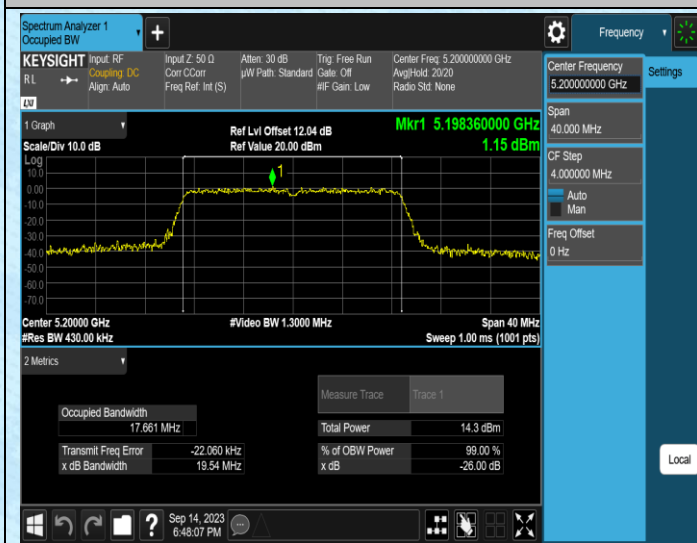 Spectrum Analyzer 1
Occupied BW
Frequency
KEYSIGHT
R L
Input: RF
Coupling: DC
Align: Auto
Input Z: 50 Ω
Corr CCorr
Freq Ref: Int (S)
Atten: 30 dB
µW Path: Standard
Trig: Free Run
Gate: Off
#IF Gain: Low
Center Freq: 5.200000000 GHz
Avg|Hold: 20/20
Radio Std: None
LXI
1 Graph
Scale/Div 10.0 dB
Ref Lvl Offset 12.04 dB
Ref Value 20.00 dBm
Mkr1 5.198360000 GHz
1.15 dBm
Log
10.0
0.00
-10.0
-20.0
-30.0
-40.0
-50.0
-60.0
-70.0
1
Center 5.20000 GHz
#Res BW 430.00 kHz
#Video BW 1.3000 MHz
Span 40 MHz
Sweep 1.00 ms (1001 pts)
2 Metrics
Measure Trace
Trace 1
Occupied Bandwidth
17.661 MHz
Total Power
14.3 dBm
Transmit Freq Error
-22.060 kHz
% of OBW Power
99.00 %
x dB Bandwidth
19.54 MHz
x dB
-26.00 dB
Center Frequency
5.200000000 GHz
Settings
Span
40.000 MHz
CF Step
4.000000 MHz
Auto
Man
Freq Offset
0 Hz
Local
?
Sep 14, 2023
6:48:07 PM